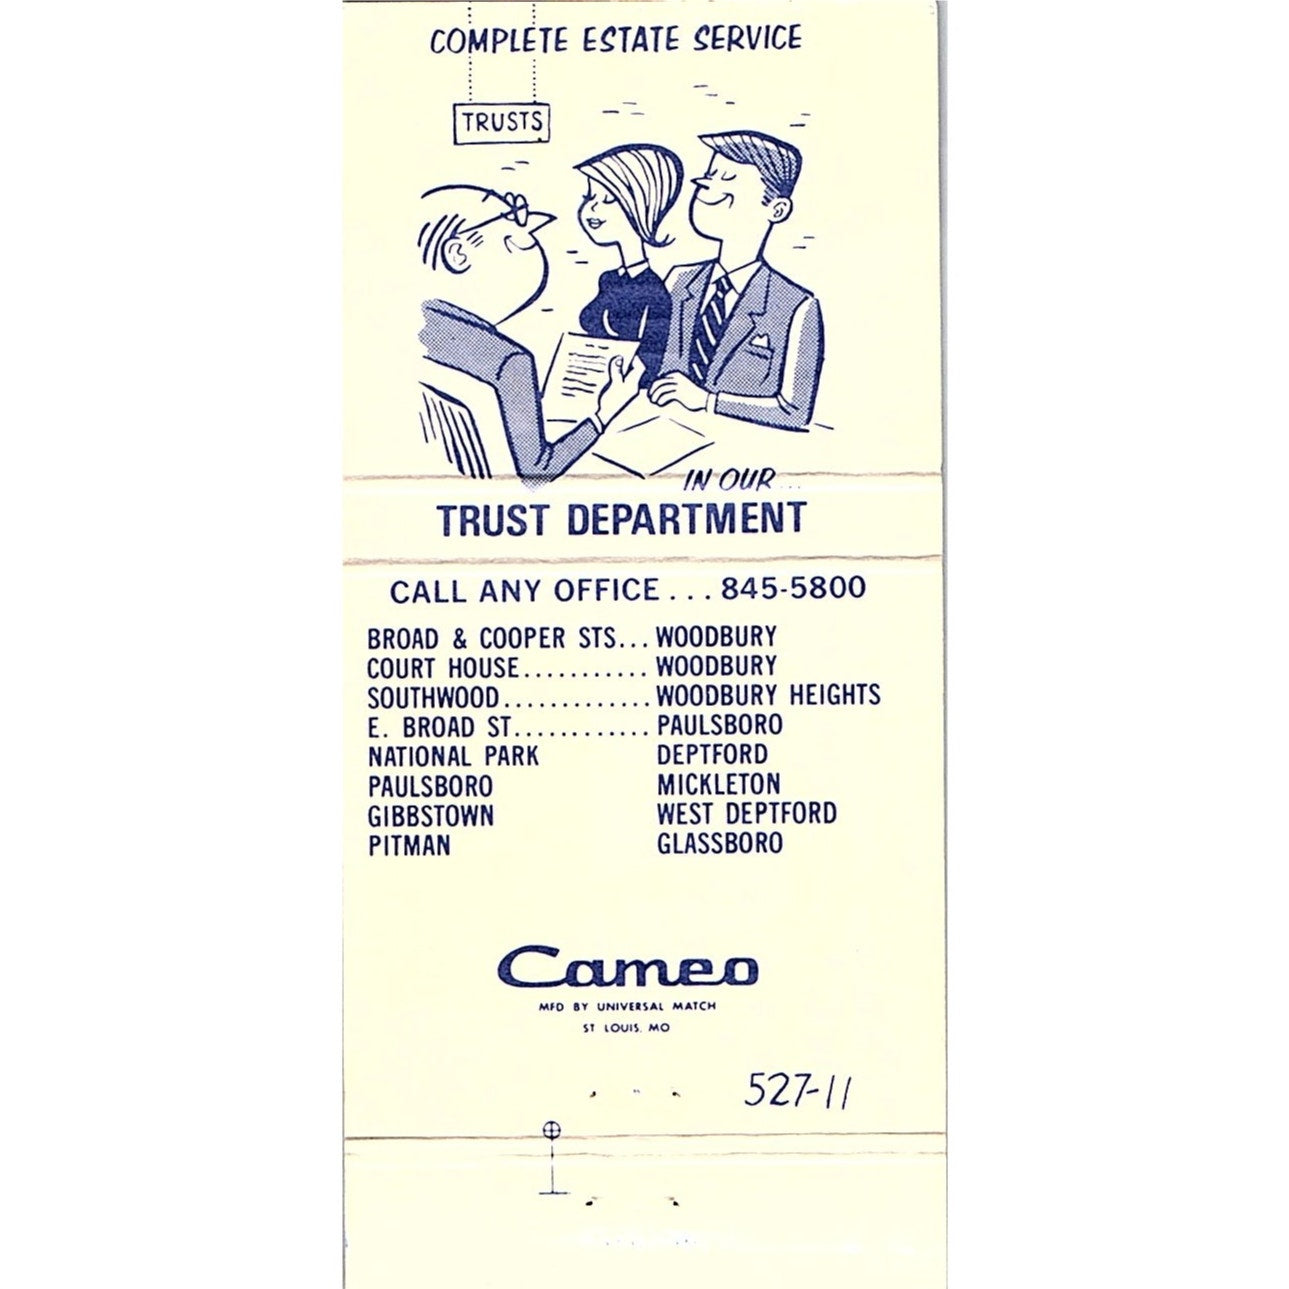 COMPLETE ESTATE SERVICE
TRUSTS
IN OUR...
TRUST DEPARTMENT
CALL ANY OFFICE...845-5800
BROAD & COOPER STS...WOODBURY
COURT HOUSE...........WOODBURY
SOUTHWOOD.............WOODBURY HEIGHTS
E. BROAD ST............PAULSBORO
NATIONAL PARK DEPTFORD
PAULSBORO MICKLETON
GIBBSTOWN WEST DEPTFORD
PITMAN GLASSBORO
Cameo
MFD BY UNIVERSAL MATCH
ST LOUIS. MO
527-11